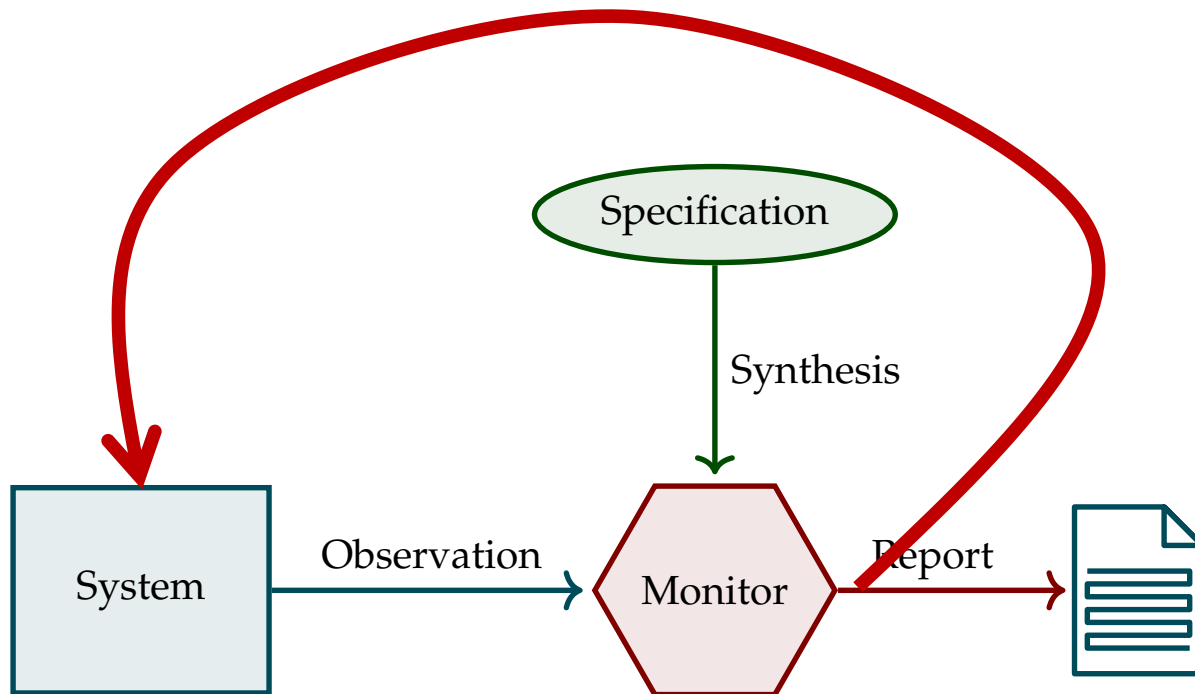 Specification
Synthesis
Observation
Report
System
Monitor